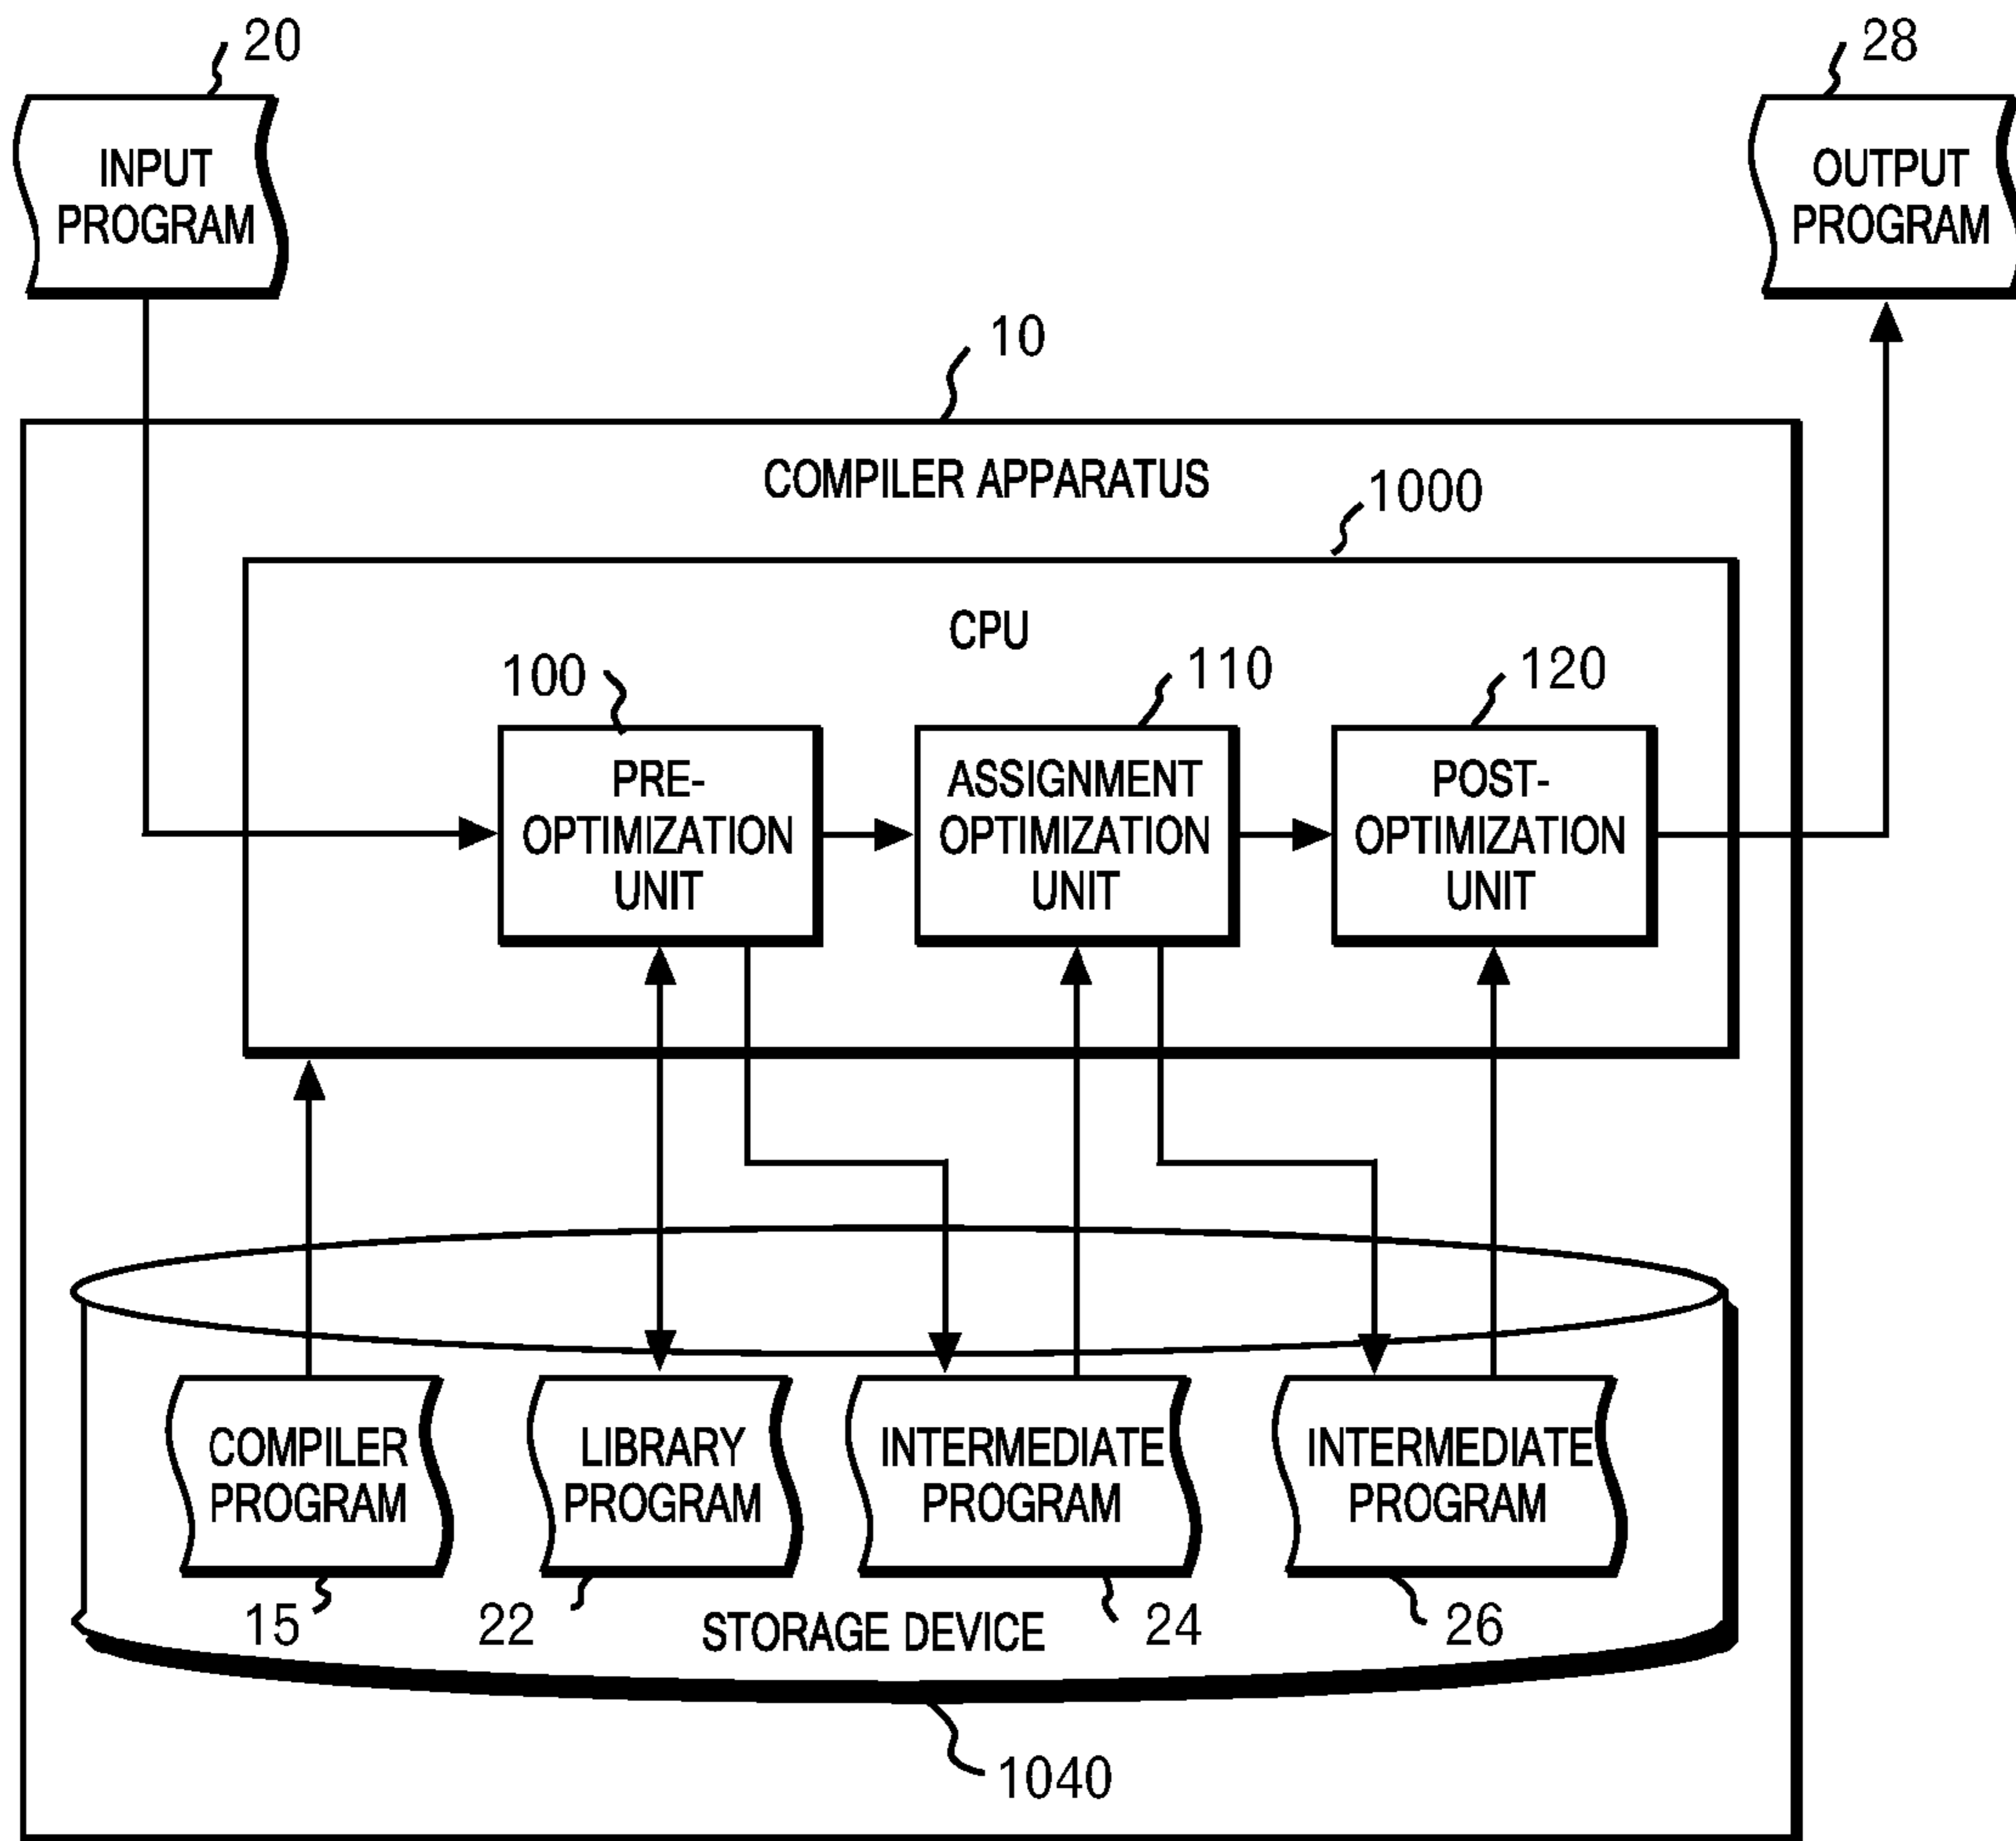 20
28
INPUT
PROGRAM
OUTPUT
PROGRAM
10
COMPILER APPARATUS
1000
CPU
100
110
120
PRE-
OPTIMIZATION
UNIT
ASSIGNMENT
OPTIMIZATION
UNIT
POST-
OPTIMIZATION
UNIT
COMPILER
PROGRAM
LIBRARY
PROGRAM
INTERMEDIATE
PROGRAM
INTERMEDIATE
PROGRAM
15
22
STORAGE DEVICE
24
26
1040